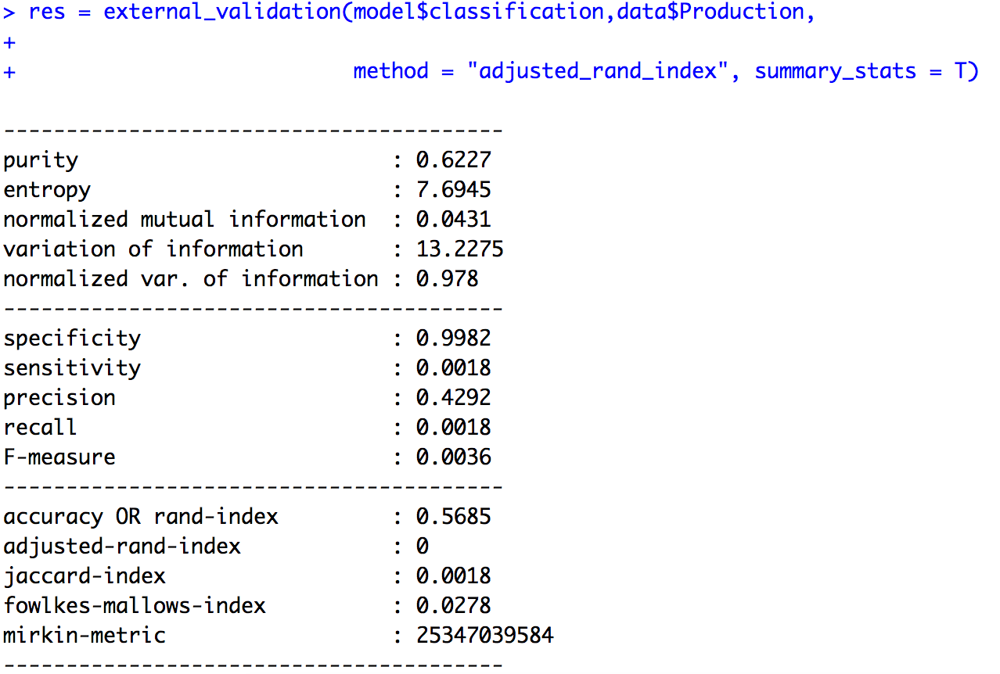 > res = external_validation(model$classification,data$Production,
+
+                            method = "adjusted_rand_index", summary_stats = T)
----------------------------------------
purity                         : 0.6227
entropy                        : 7.6945
normalized mutual information  : 0.0431
variation of information       : 13.2275
normalized var. of information : 0.978
----------------------------------------
specificity                    : 0.9982
sensitivity                    : 0.0018
precision                      : 0.4292
recall                         : 0.0018
F-measure                      : 0.0036
----------------------------------------
accuracy OR rand-index         : 0.5685
adjusted-rand-index            : 0
jaccard-index                  : 0.0018
fowlkes-mallows-index          : 0.0278
mirkin-metric                  : 25347039584
----------------------------------------